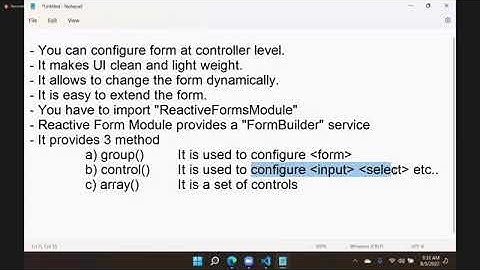 *Untitled - Notepad
File Edit View
- You can configure form at controller level.
- It makes UI clean and light weight.
- It allows to change the form dynamically.
- It is easy to extend the form.
- You have to import "ReactiveFormsModule"
- Reactive Form Module provides a "FormBuilder" service
- It provides 3 method
a) group() It is used to configure <form>
b) control() It is used to configure <input> <select> etc..
c) array() It is a set of controls